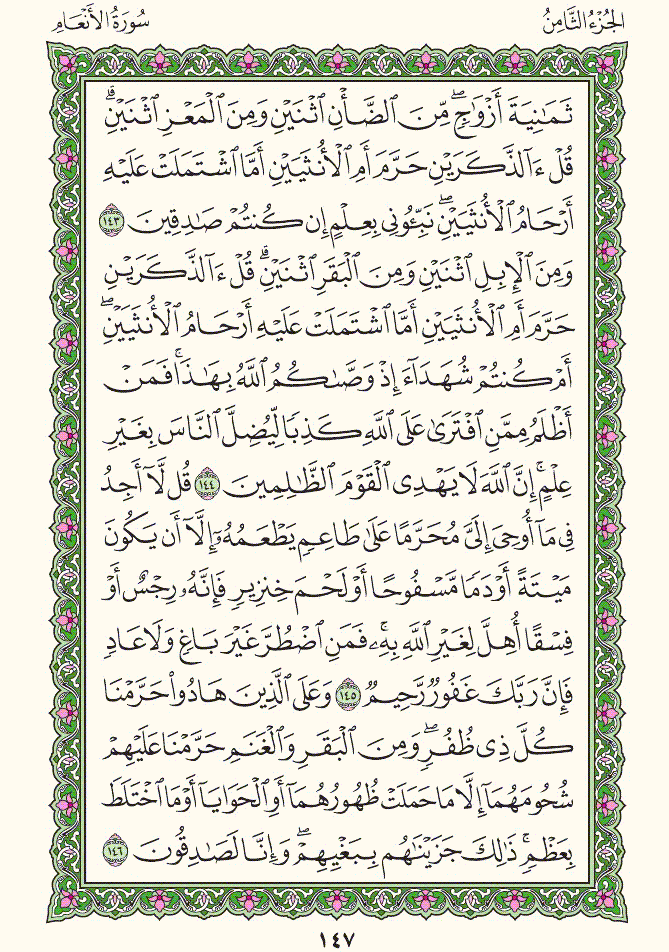 الجُزْءُ الثَّامِنُ
سُورَةُ الأَنْعَامِ
ثَمَٰنِيَةَ أَزْوَٰجٍۖ مِّنَ ٱلضَّأْنِ ٱثْنَيْنِ وَمِنَ ٱلْمَعْزِ ٱثْنَيْنِۗ
قُلْ ءَآلذَّكَرَيْنِ حَرَّمَ أَمِ ٱلْأُنثَيَيْنِ أَمَّا ٱشْتَمَلَتْ عَلَيْهِ
أَرْحَامُ ٱلْأُنثَيَيْنِۖ نَبِّـُٔونِى بِعِلْمٍ إِن كُنتُمْ صَٰدِقِينَ ١٤٣
وَمِنَ ٱلْإِبِلِ ٱثْنَيْنِ وَمِنَ ٱلْبَقَرِ ٱثْنَيْنِۗ قُلْ ءَآلذَّكَرَيْنِ
حَرَّمَ أَمِ ٱلْأُنثَيَيْنِ أَمَّا ٱشْتَمَلَتْ عَلَيْهِ أَرْحَامُ ٱلْأُنثَيَيْنِۖ
أَمْ كُنتُمْ شُهَدَآءَ إِذْ وَصَّىٰكُمُ ٱللَّهُ بِهَٰذَاۚ فَمَنْ
أَظْلَمُ مِمَّنِ ٱفْتَرَىٰ عَلَى ٱللَّهِ كَذِبًا لِّيُضِلَّ ٱلنَّاسَ بِغَيْرِ
عِلْمٍۚ إِنَّ ٱللَّهَ لَا يَهْدِى ٱلْقَوْمَ ٱلظَّٰلِمِينَ ١٤٤ قُل لَّآ أَجِدُ
فِى مَآ أُوحِىَ إِلَىَّ مُحَرَّمًا عَلَىٰ طَاعِمٍ يَطْعَمُهُۥٓ إِلَّآ أَن يَكُونَ
مَيْتَةً أَوْ دَمًا مَّسْفُوحًا أَوْ لَحْمَ خِنزِيرٍ فَإِنَّهُۥ رِجْسٌ أَوْ
فِسْقًا أُهِلَّ لِغَيْرِ ٱللَّهِ بِهِۦۚ فَمَنِ ٱضْطُرَّ غَيْرَ بَاغٍ وَلَا عَادٍ
فَإِنَّ رَبَّكَ غَفُورٌ رَّحِيمٌ ١٤٥ وَعَلَى ٱلَّذِينَ هَادُوا۟ حَرَّمْنَا
كُلَّ ذِى ظُفُرٍۖ وَمِنَ ٱلْبَقَرِ وَٱلْغَنَمِ حَرَّمْنَا عَلَيْهِمْ
شُحُومَهُمَآ إِلَّا مَا حَمَلَتْ ظُهُورُهُمَآ أَوِ ٱلْحَوَايَآ أَوْ مَا ٱخْتَلَطَ
بِعَظْمٍۚ ذَٰلِكَ جَزَيْنَٰهُم بِبَغْيِهِمْۖ وَإِنَّا لَصَٰدِقُونَ ١٤٦
١٤٧